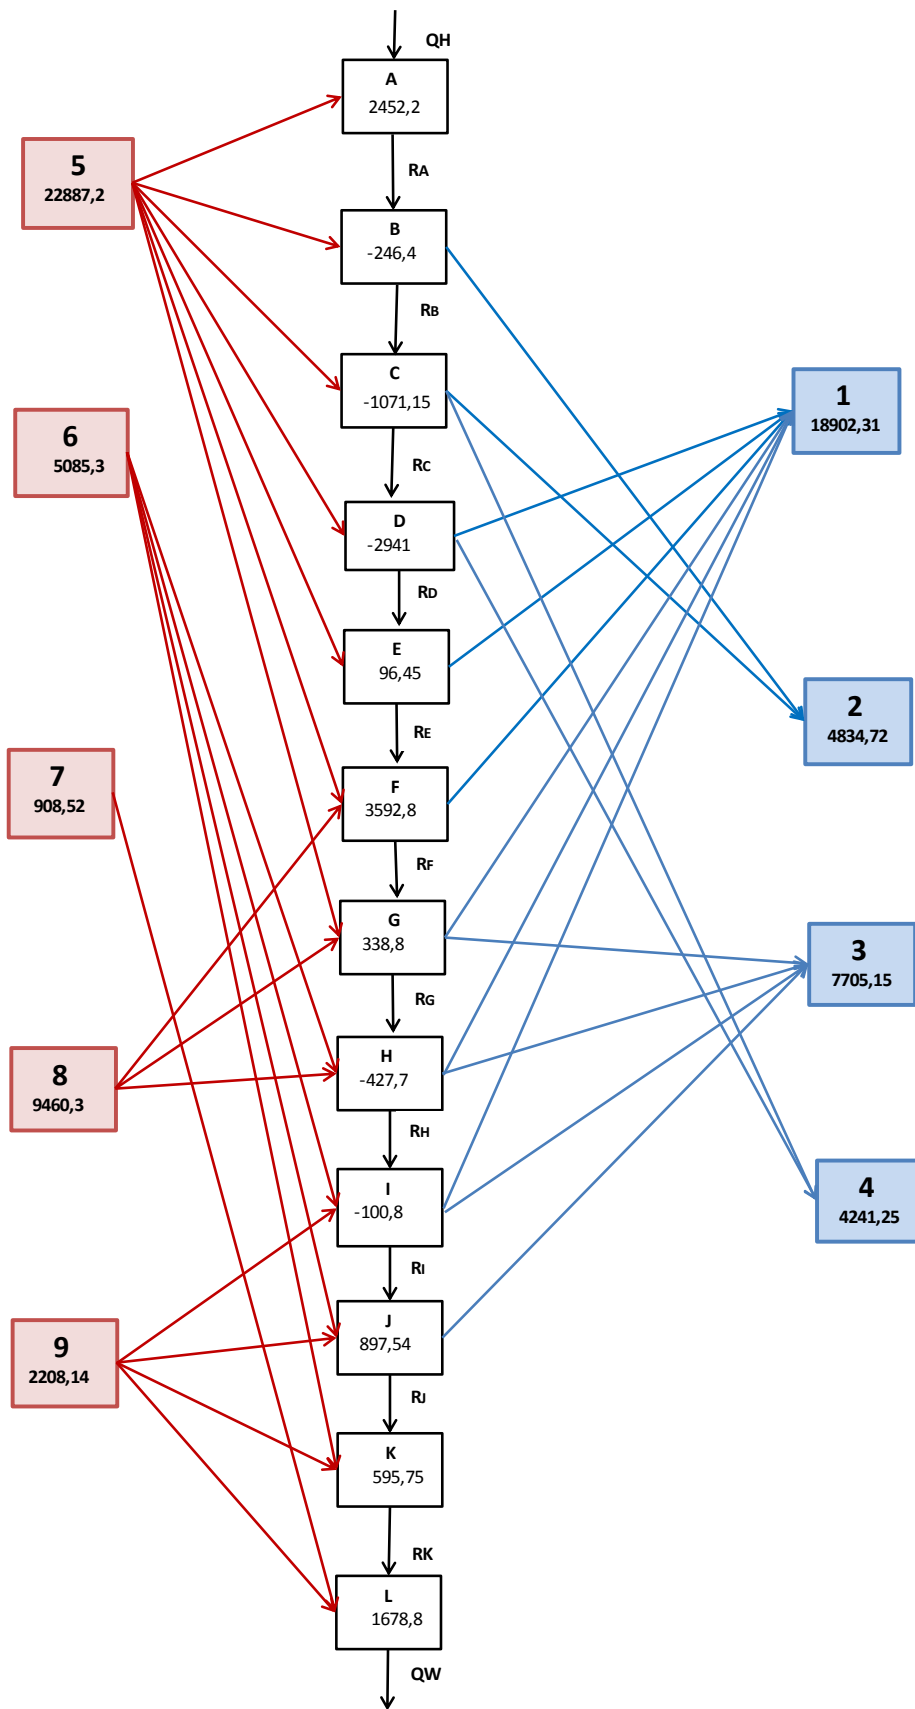 QH
A
2452,2
RA
5
22887,2
B
-246,4
RB
C
-1071,15
1
18902,31
6
5085,3
RC
D
-2941
RD
E
96,45
2
4834,72
RE
7
908,52
F
3592,8
RF
G
338,8
3
7705,15
RG
8
9460,3
H
-427,7
RH
I
-100,8
4
4241,25
RI
J
897,54
9
2208,14
RJ
K
595,75
RK
L
1678,8
QW